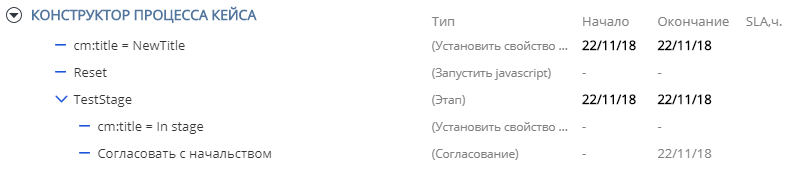 КОНСТРУКТОР ПРОЦЕССА КЕЙСА
Тип Начало Окончание SLA,ч.
cm:title = NewTitle (Установить свойство ... 22/11/18 22/11/18
Reset (Запустить javascript) - -
TestStage (Этап) 22/11/18 22/11/18
cm:title = In stage (Установить свойство ... - -
Согласовать с начальством (Согласование) - 22/11/18